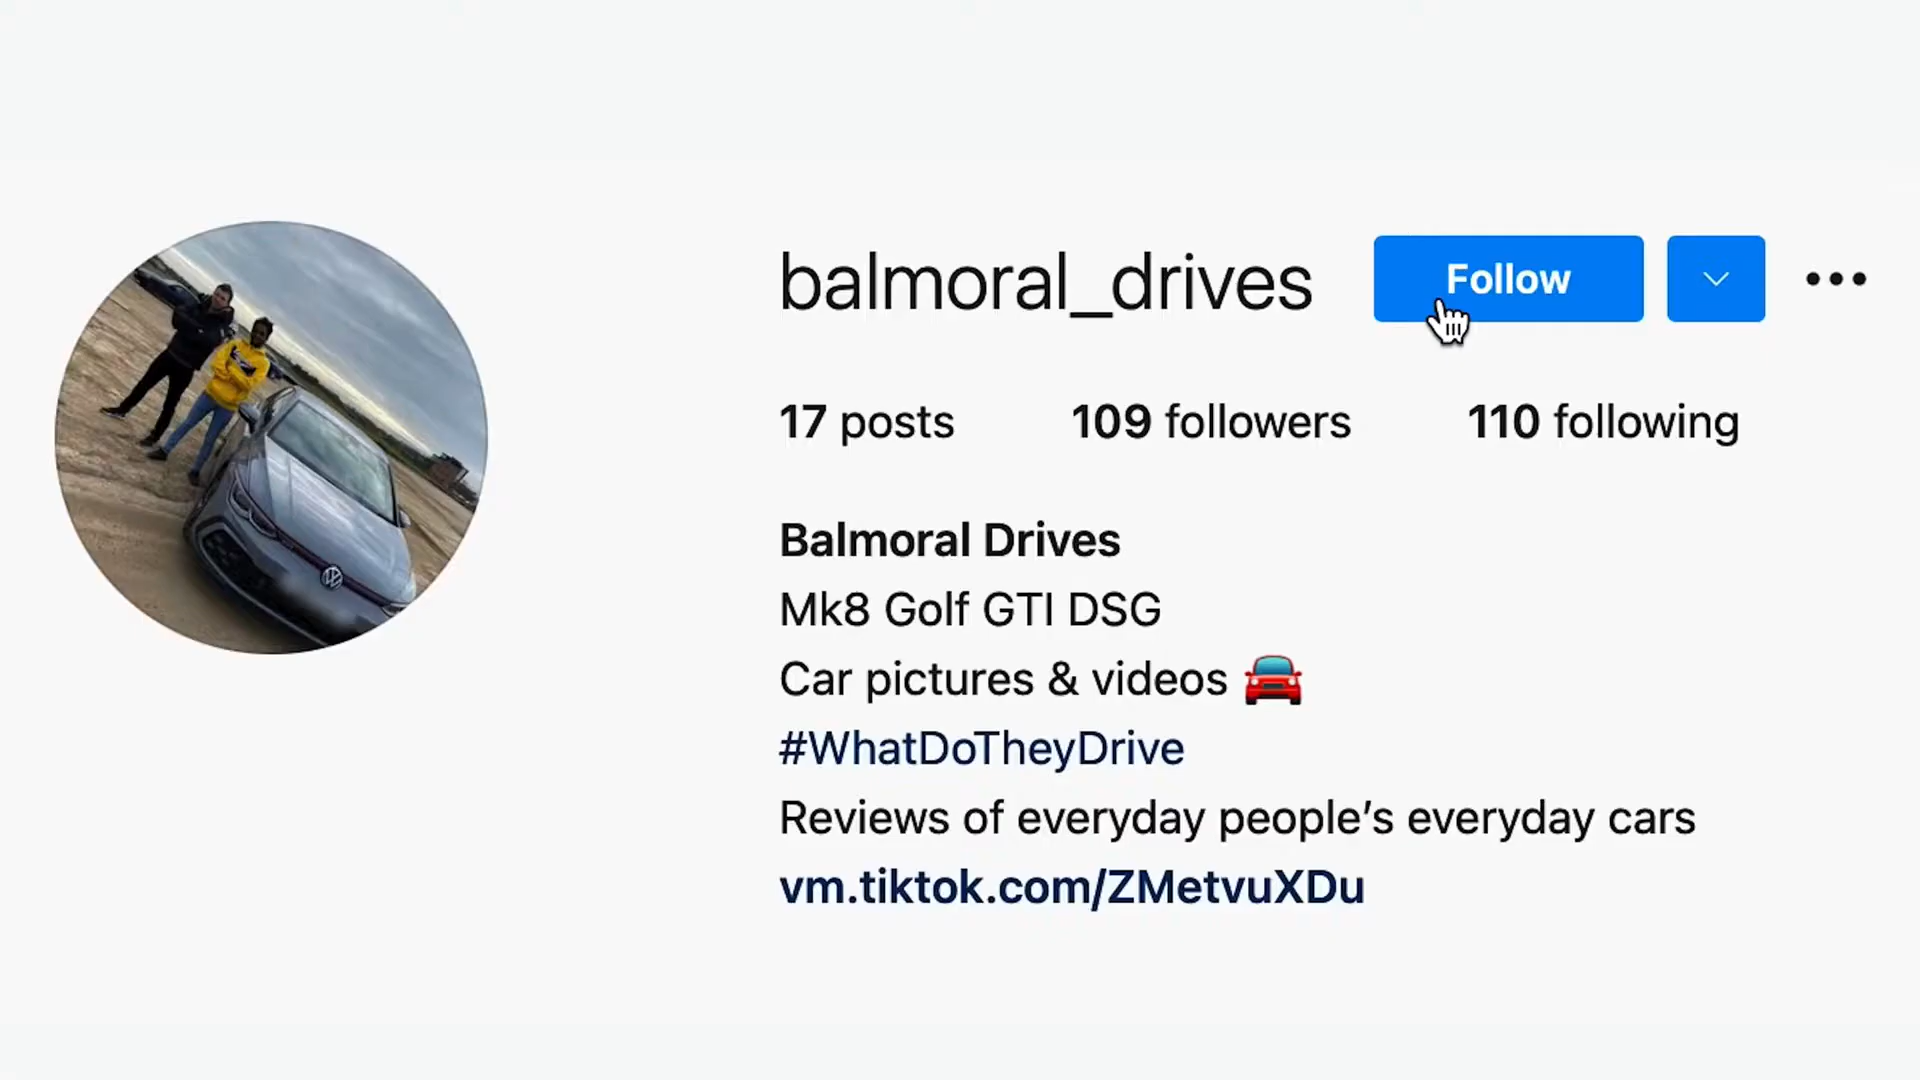 balmoral_drives Follow
17 posts 109 followers 110 following
Balmoral Drives
Mk8 Golf GTI DSG
Car pictures & videos 🚘
#WhatDoTheyDrive
Reviews of everyday people’s everyday cars
vm.tiktok.com/ZMetvuXDu